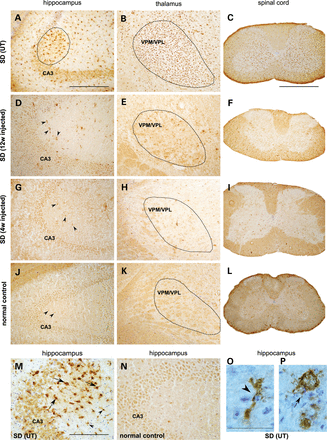 hippocampus thalamus spinal cord
SD (UT)
A B C
VPM/VPL
CA3
SD (12w injected)
D E F
VPM/VPL
CA3
SD (4w injected)
G H I
VPM/VPL
CA3
normal control
J K L
VPM/VPL
CA3
hippocampus hippocampus hippocampus
M N O P
CA3 CA3
SD (UT) normal control SD (UT)